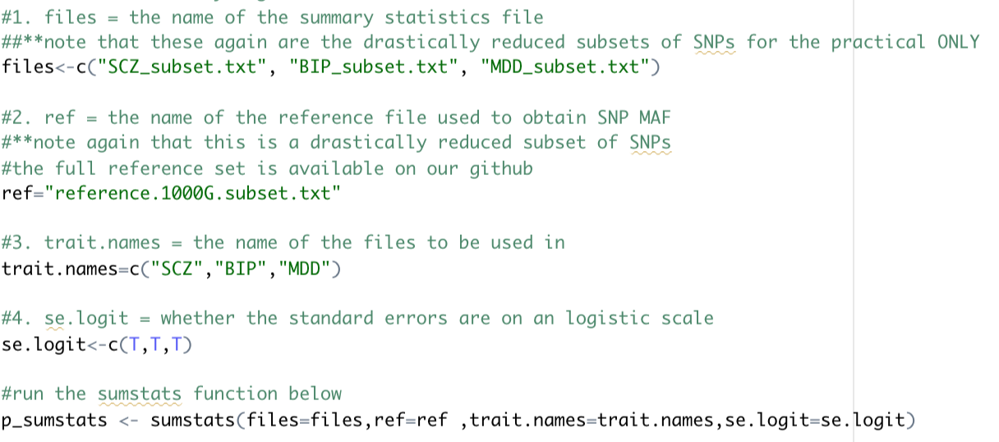 #1. files = the name of the summary statistics file
##**note that these again are the drastically reduced subsets of SNPs for the practical ONLY
files<-c("SCZ_subset.txt", "BIP_subset.txt", "MDD_subset.txt")
#2. ref = the name of the reference file used to obtain SNP MAF
#**note again that this is a drastically reduced subset of SNPs
#the full reference set is available on our github
ref="reference.1000G.subset.txt"
#3. trait.names = the name of the files to be used in
trait.names=c("SCZ","BIP","MDD")
#4. se.logit = whether the standard errors are on an logistic scale
se.logit<-c(T,T,T)
#run the sumstats function below
p_sumstats <- sumstats(files=files,ref=ref ,trait.names=trait.names,se.logit=se.logit)